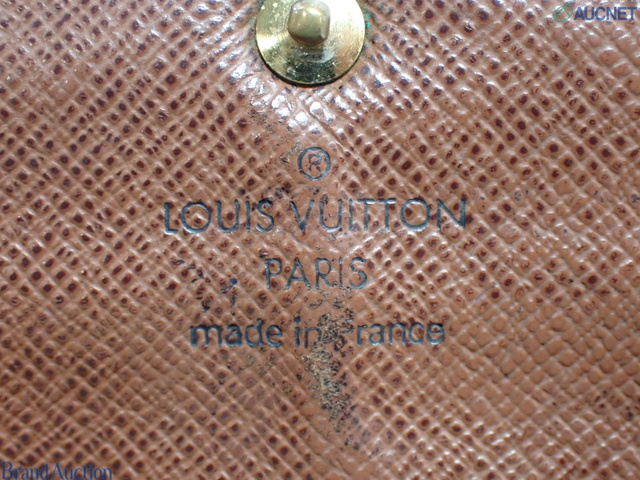 AUCNET
®
LOUIS VUITTON
PARIS
made in France
Brand Auction